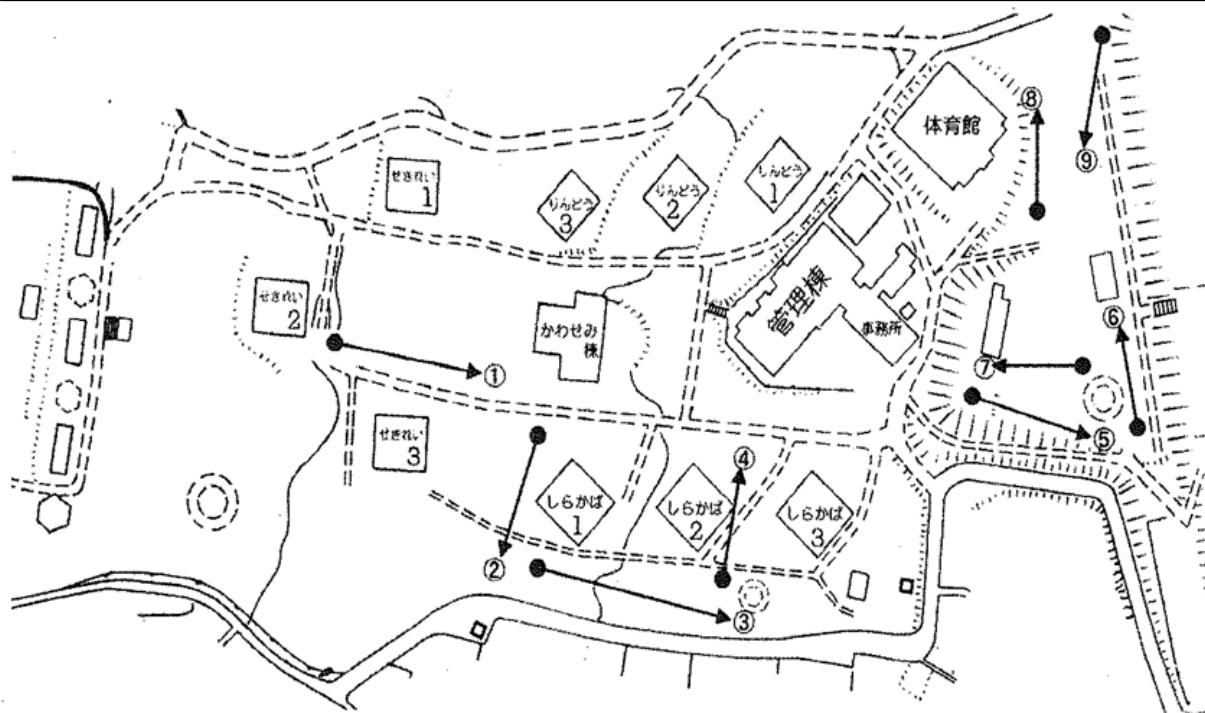 体育館
⑧
⑨
せきれい
1
りんどう
3
りんどう
2
しんどう
1
せきれい
2
かわせみ
棟
管理棟
事務所
⑥
⑦
①
⑤
せきれい
3
④
しらかば
1
しらかば
2
しらかば
3
②
③